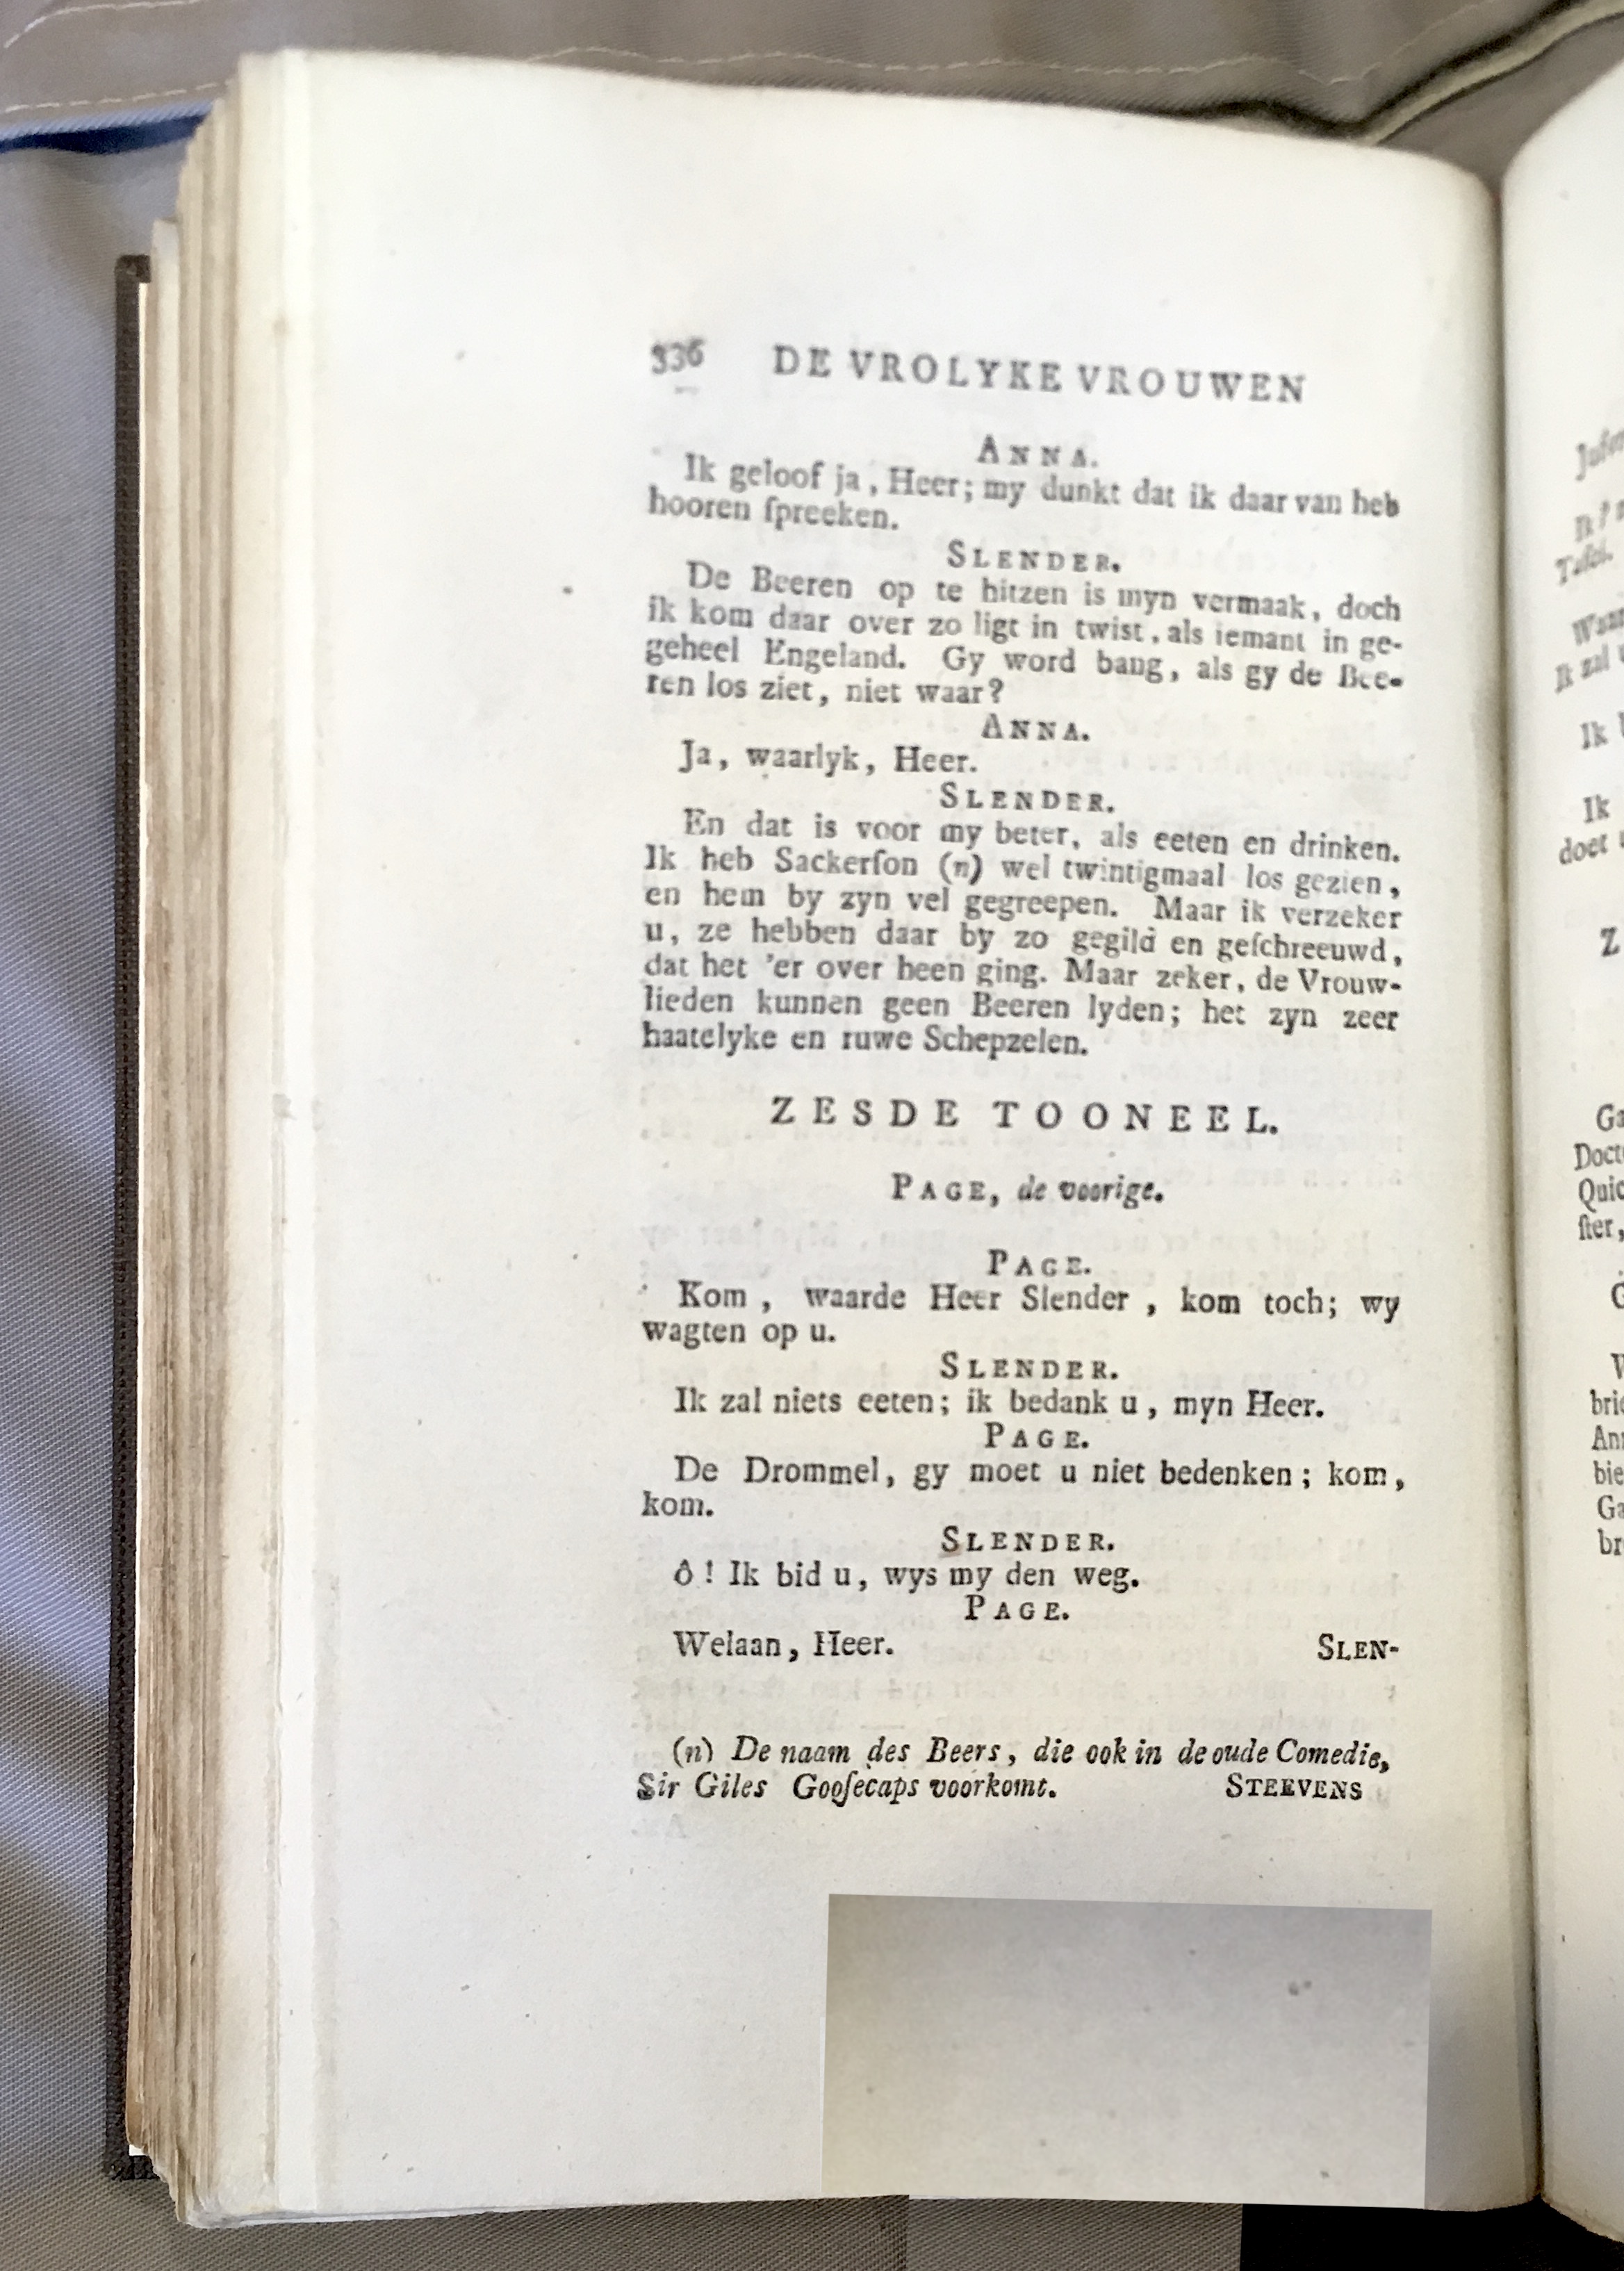 336 DE VROLYKE VROUWEN
ANNA.
Ik geloof ja, Heer; my dunkt dat ik daar van heb
hooren ſpreeken.
SLENDER.
De Beeren op te hitzen is myn vermaak, doch
ik kom daar over zo ligt in twist, als iemant in ge-
geheel Engeland. Gy word bang, als gy de Bee-
ren los ziet, niet waar?
ANNA.
Ja, waarlyk, Heer.
SLENDER.
En dat is voor my beter, als eeten en drinken.
Ik heb Sackerſon (n) wel twintigmaal los gezien,
en hem by zyn vel gegreepen. Maar ik verzeker
u, ze hebben daar by zo gegild en geſchreeuwd,
dat het 'er over heen ging. Maar zeker, de Vrouw-
lieden kunnen geen Beeren lyden; het zyn zeer
haatelyke en ruwe Schepzelen.
ZESDE TOONEEL.
PAGE, de voorige.
PAGE.
Kom, waarde Heer Slender, kom toch; wy
wagten op u.
SLENDER.
Ik zal niets eeten; ik bedank u, myn Heer.
PAGE.
De Drommel, gy moet u niet bedenken; kom,
kom.
SLENDER.
ô! Ik bid u, wys my den weg.
PAGE.
Welaan, Heer.
SLEN-
(n) De naam des Beers, die ook in de oude Comedie,
Sir Giles Gooſecaps voorkomt. STEEVENS
Tafel.
Ik zal
Ik
Ik
doet
Z